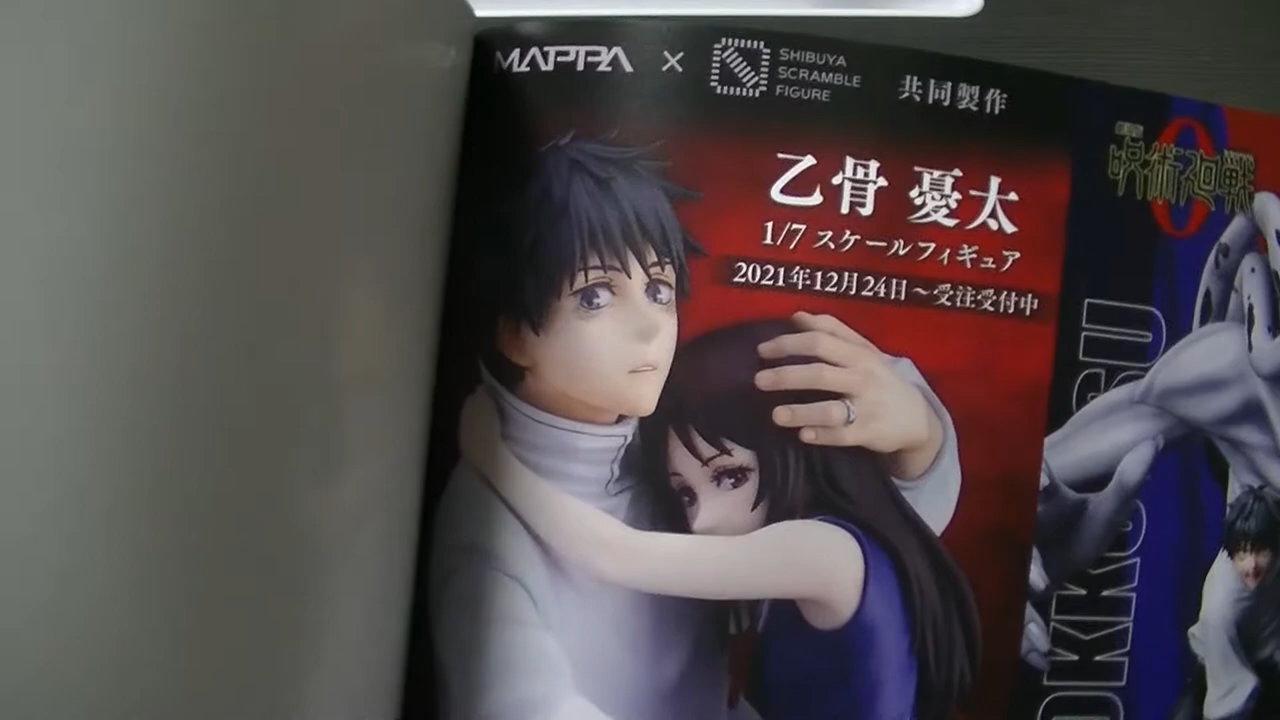 MAPPA × SHIBUYA
SCRAMBLE
FIGURE
共同製作
乙骨 憂太
1/7 スケールフィギュア
2021年12月24日〜受注受付中
劇場版
呪術廻戦
0